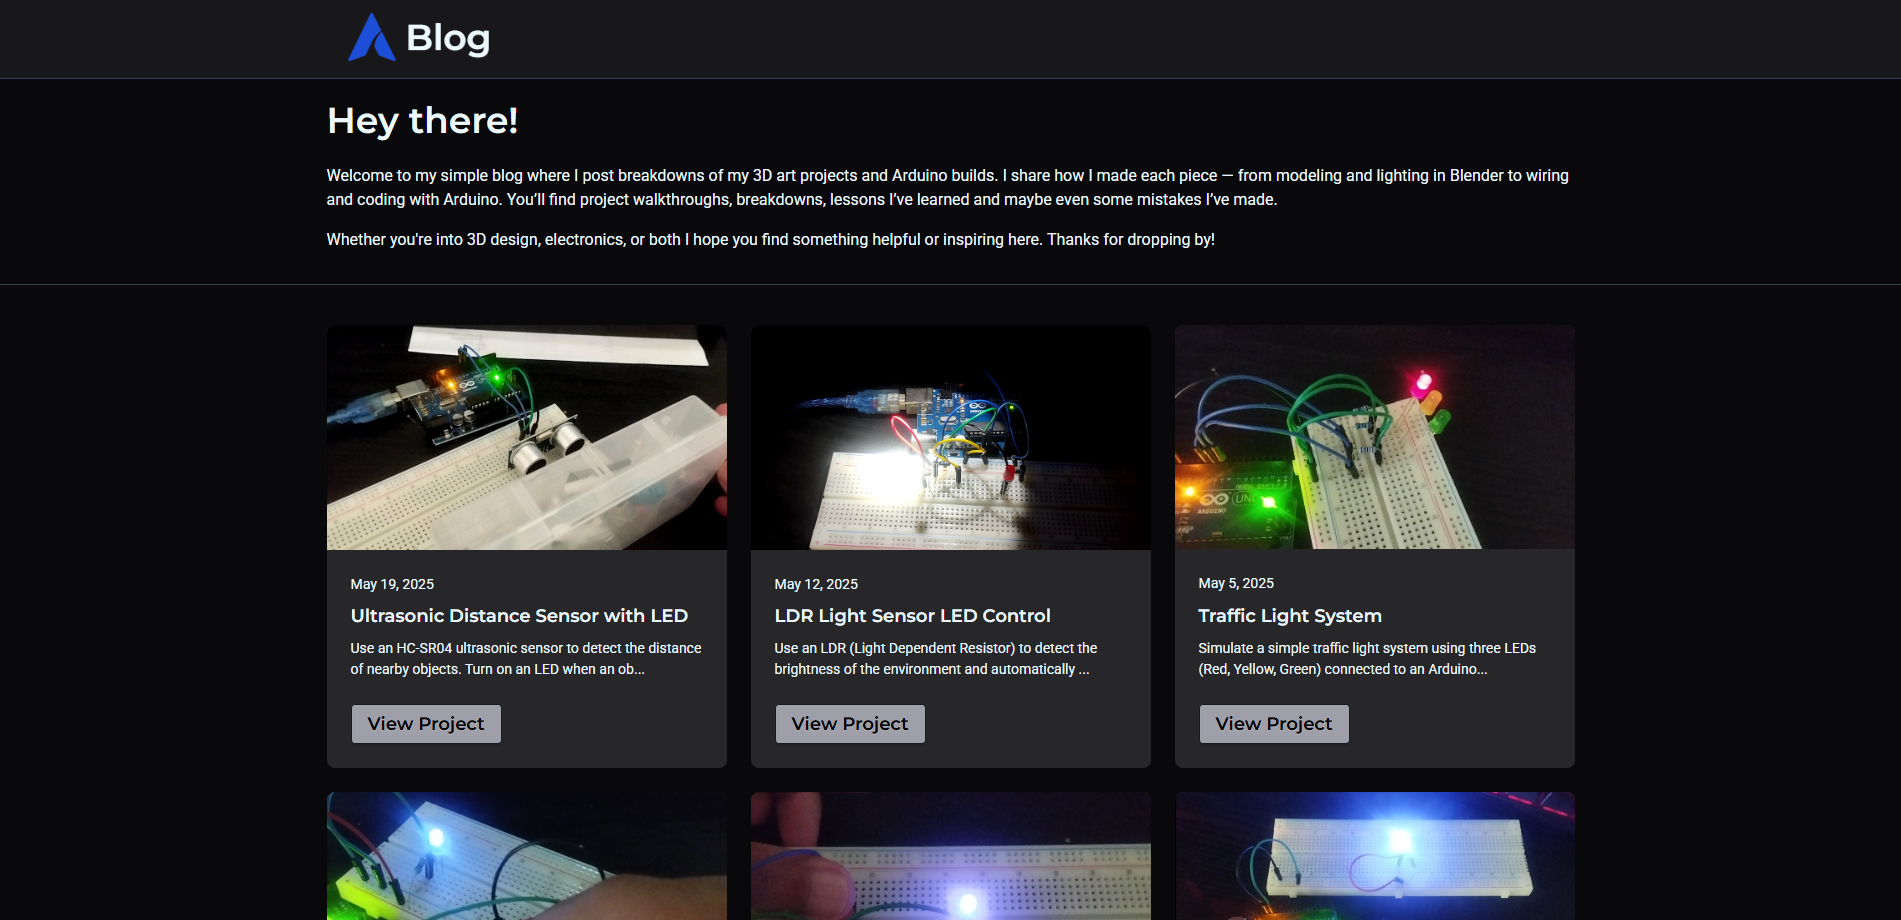 Blog
Hey there!
Welcome to my simple blog where I post breakdowns of my 3D art projects and Arduino builds. I share how I made each piece — from modeling and lighting in Blender to wiring
and coding with Arduino. You’ll find project walkthroughs, breakdowns, lessons I’ve learned and maybe even some mistakes I’ve made.
Whether you're into 3D design, electronics, or both I hope you find something helpful or inspiring here. Thanks for dropping by!
May 19, 2025
Ultrasonic Distance Sensor with LED
Use an HC-SR04 ultrasonic sensor to detect the distance
of nearby objects. Turn on an LED when an ob...
View Project
May 12, 2025
LDR Light Sensor LED Control
Use an LDR (Light Dependent Resistor) to detect the
brightness of the environment and automatically ...
View Project
UNO
ARDUINO
May 5, 2025
Traffic Light System
Simulate a simple traffic light system using three LEDs
(Red, Yellow, Green) connected to an Arduino...
View Project